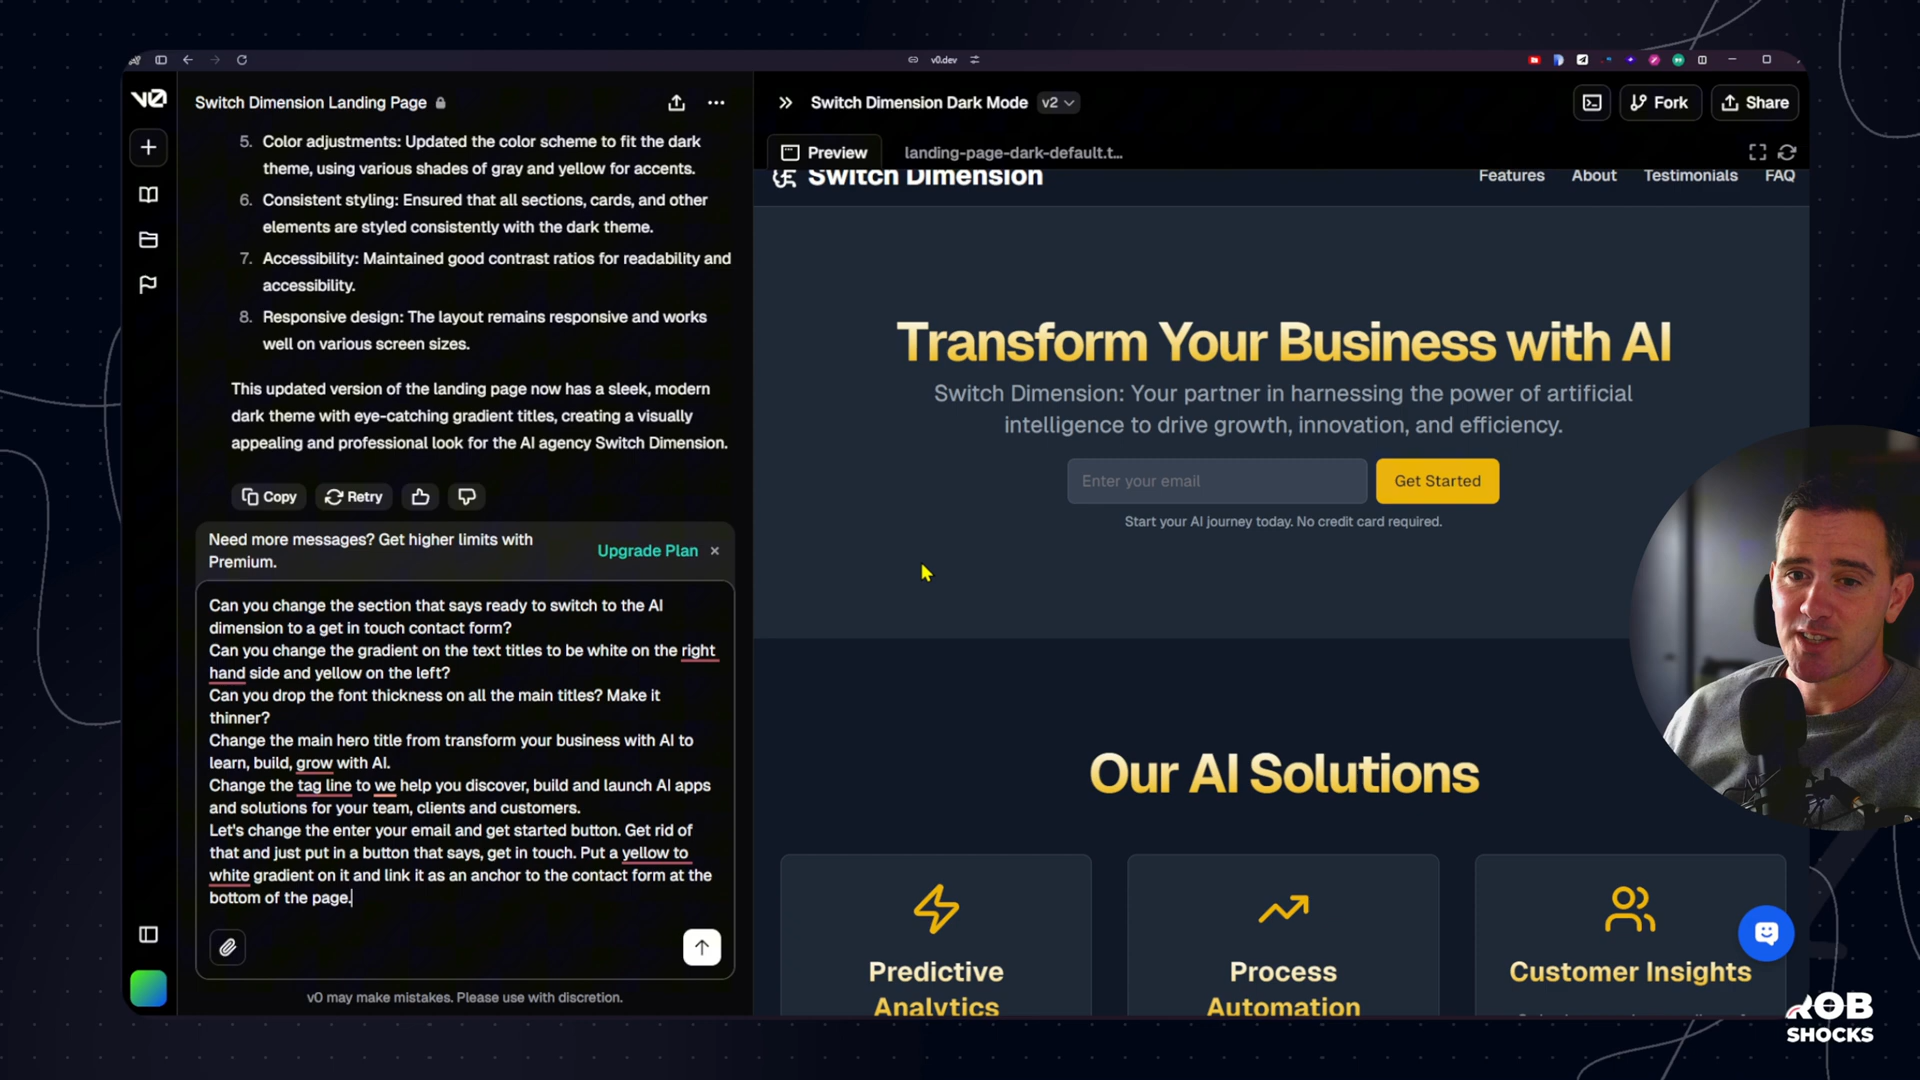 v0.dev
v0
Switch Dimension Landing Page
5. Color adjustments: Updated the color scheme to fit the dark
theme, using various shades of gray and yellow for accents.
6. Consistent styling: Ensured that all sections, cards, and other
elements are styled consistently with the dark theme.
7. Accessibility: Maintained good contrast ratios for readability and
accessibility.
8. Responsive design: The layout remains responsive and works
well on various screen sizes.
This updated version of the landing page now has a sleek, modern
dark theme with eye-catching gradient titles, creating a visually
appealing and professional look for the AI agency Switch Dimension.
Copy
Retry
Need more messages? Get higher limits with
Premium.
Upgrade Plan
Can you change the section that says ready to switch to the AI
dimension to a get in touch contact form?
Can you change the gradient on the text titles to be white on the right
hand side and yellow on the left?
Can you drop the font thickness on all the main titles? Make it
thinner?
Change the main hero title from transform your business with AI to
learn, build, grow with AI.
Change the tag line to we help you discover, build and launch AI apps
and solutions for your team, clients and customers.
Let's change the enter your email and get started button. Get rid of
that and just put in a button that says, get in touch. Put a yellow to
white gradient on it and link it as an anchor to the contact form at the
bottom of the page.
v0 may make mistakes. Please use with discretion.
Switch Dimension Dark Mode
v2
Fork
Share
Preview
landing-page-dark-default.t...
Switch Dimension
Features
About
Testimonials
FAQ
Transform Your Business with AI
Switch Dimension: Your partner in harnessing the power of artificial
intelligence to drive growth, innovation, and efficiency.
Enter your email
Get Started
Start your AI journey today. No credit card required.
Our AI Solutions
Predictive
Analytics
Process
Automation
Customer Insights
ROB
SHOCKS